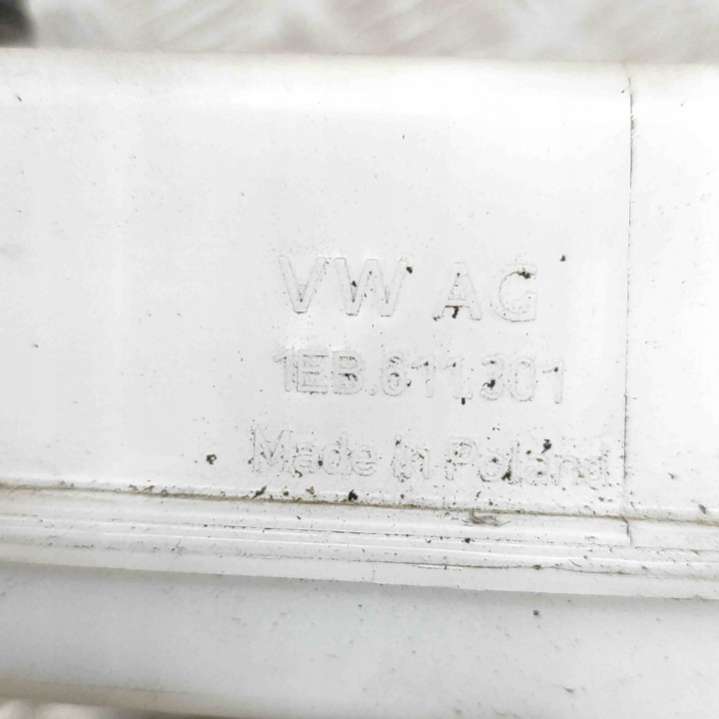 VW AG
1EB.611.301
Made in Poland